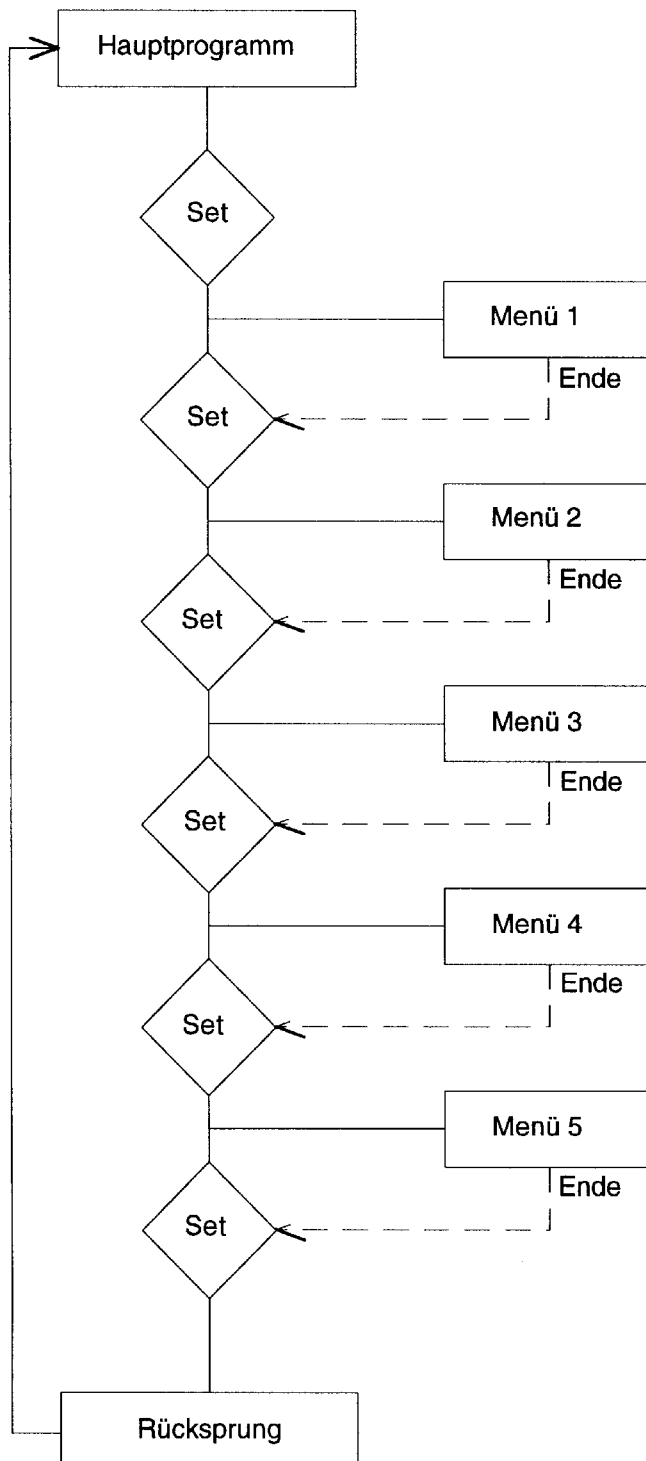 Hauptprogramm
Set
Menü 1
Ende
Set
Menü 2
Ende
Set
Menü 3
Ende
Set
Menü 4
Ende
Set
Menü 5
Ende
Set
Rücksprung